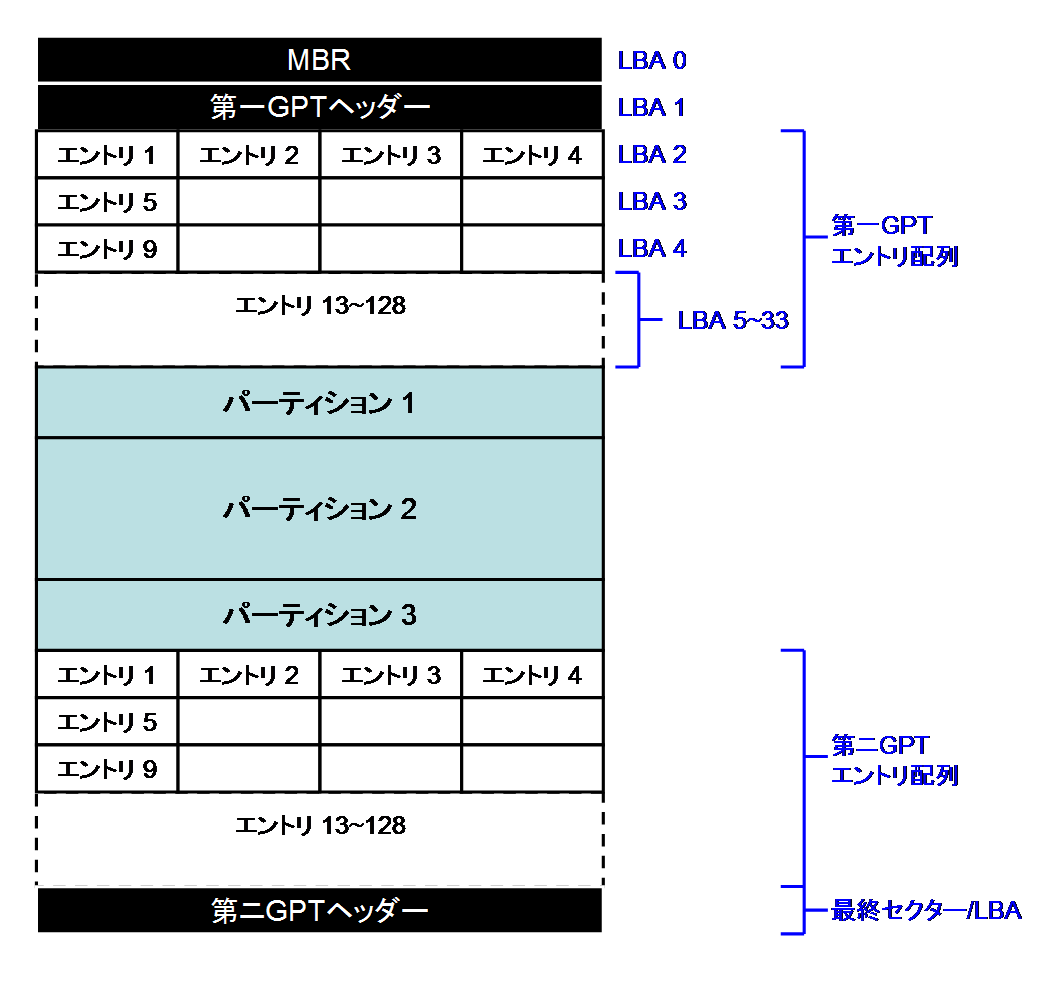 MBR
LBA 0
第一GPTヘッダー
LBA 1
エントリ 1 エントリ 2 エントリ 3 エントリ 4
LBA 2
エントリ 5
LBA 3
エントリ 9
LBA 4
第一GPT
エントリ配列
エントリ 13~128
LBA 5~33
パーティション 1
パーティション 2
パーティション 3
エントリ 1 エントリ 2 エントリ 3 エントリ 4
エントリ 5
エントリ 9
第二GPT
エントリ配列
エントリ 13~128
第二GPTヘッダー
最終セクター/LBA